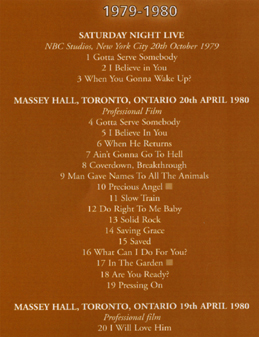 1979-1980
SATURDAY NIGHT LIVE
NBC Studios, New York City 20th October 1979
1 Gotta Serve Somebody
2 I Believe in You
3 When You Gonna Wake Up?
MASSEY HALL, TORONTO, ONTARIO 20th APRIL 1980
Professional Film
4 Gotta Serve Somebody
5 I Believe In You
6 When He Returns
7 Ain't Gonna Go To Hell
8 Coverdown, Breakthrough
9 Man Gave Names To All The Animals
10 Precious Angel
11 Slow Train
12 Do Right To Me Baby
13 Solid Rock
14 Saving Grace
15 Saved
16 What Can I Do For You?
17 In The Garden
18 Are You Ready?
19 Pressing On
MASSEY HALL, TORONTO, ONTARIO 19th APRIL 1980
Professional film
20 I Will Love Him